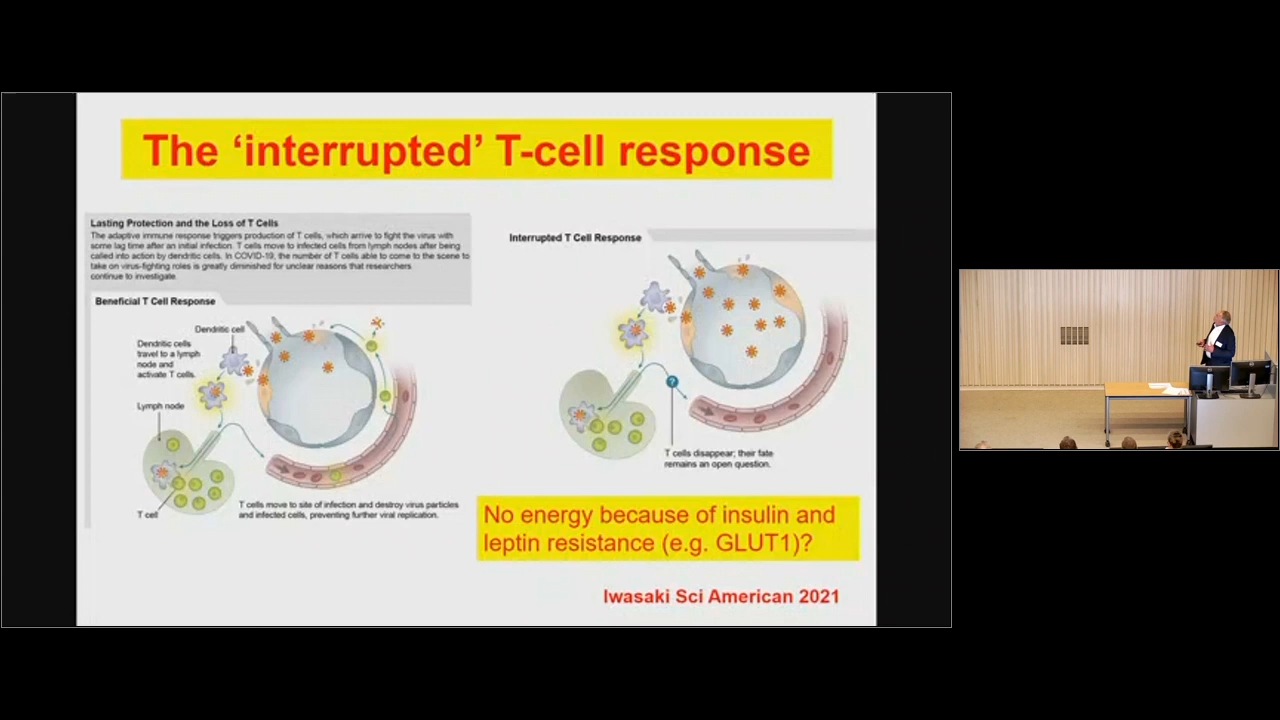 The ‘interrupted’ T-cell response
Lasting Protection and the Loss of T Cells
The adaptive immune response triggers production of T cells, which arrive to fight the virus with
some lag time after an initial infection. T cells move to infected cells from lymph nodes after being
called into action by dendritic cells. In COVID-19, the number of T cells able to come to the scene to
take on virus-fighting roles is greatly diminished for unclear reasons that researchers
continue to investigate.
Beneficial T Cell Response
Dendritic cell
Dendritic cells
travel to a lymph
node and
activate T cells.
Lymph node
T cell
T cells move to site of infection and destroy virus particles
and infected cells, preventing further viral replication.
Interrupted T Cell Response
?
T cells disappear; their fate
remains an open question.
No energy because of insulin and
leptin resistance (e.g. GLUT1)?
Iwasaki Sci American 2021